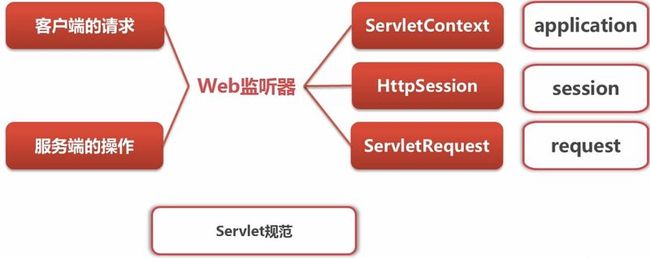 客户端的请求
服务端的操作
Web监听器
ServletContext
application
HttpSession
session
ServletRequest
request
Servlet规范